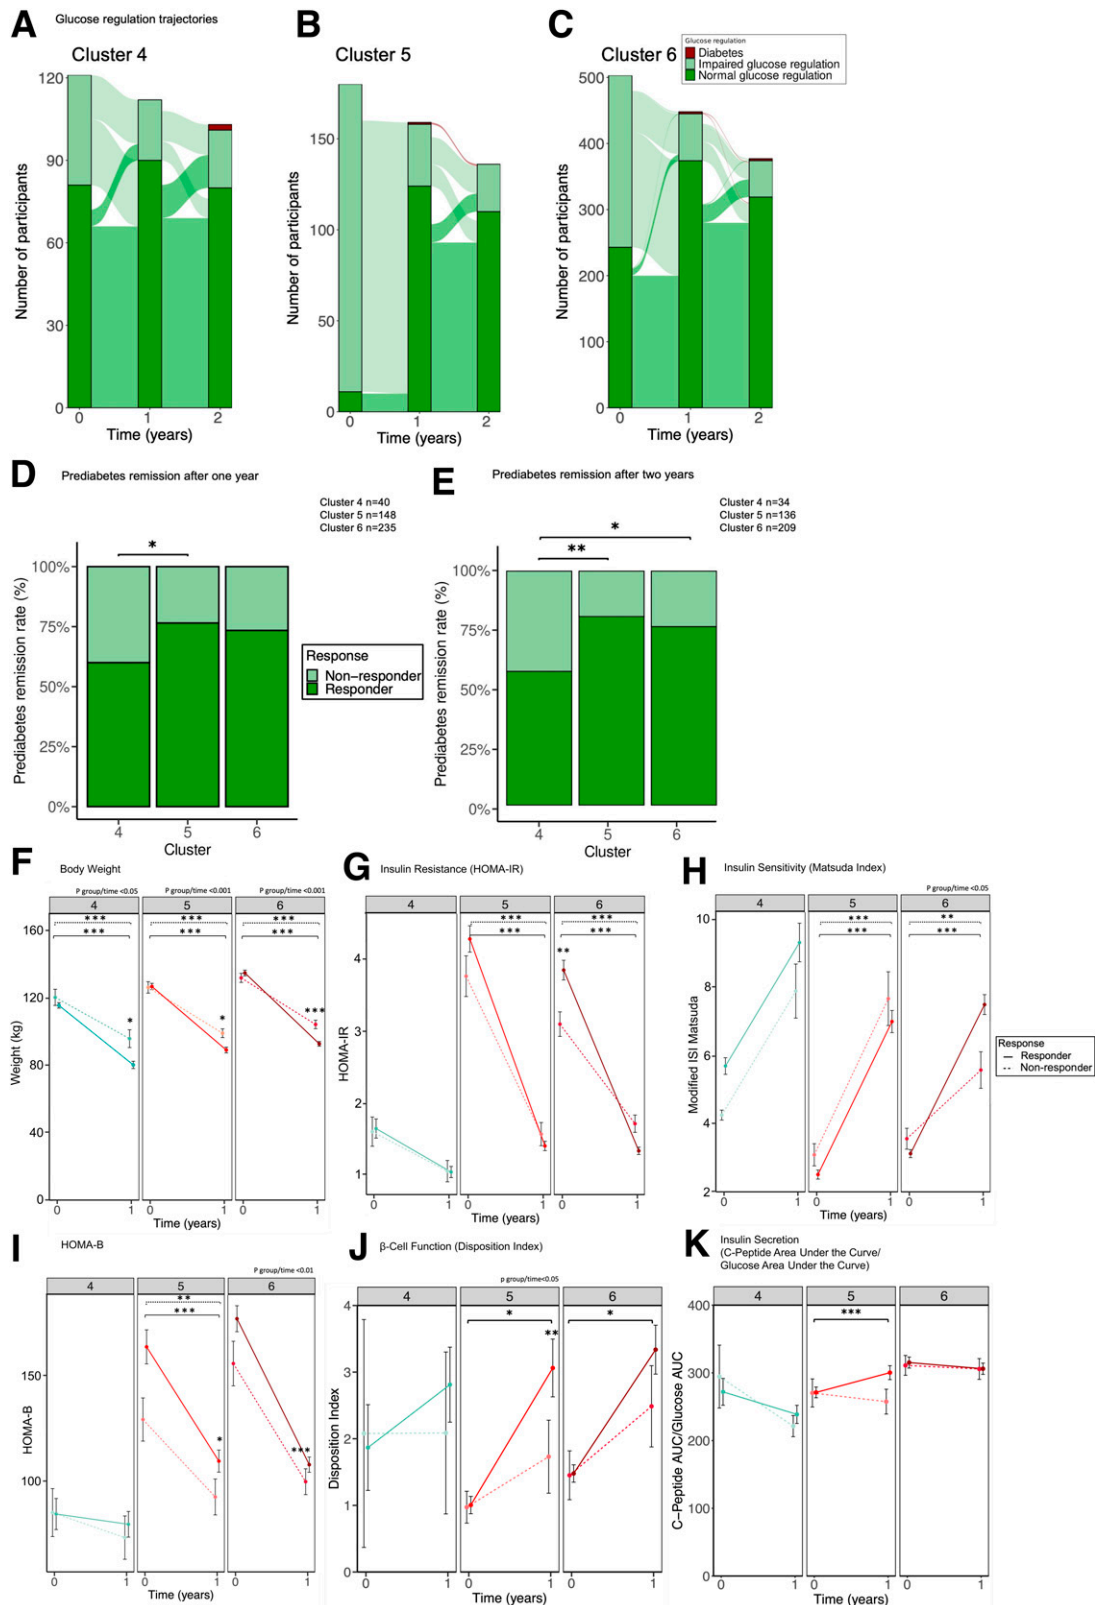 A Glucose regulation trajectories
B
C
Cluster 4
Cluster 5
Cluster 6
Glucose regulation
Diabetes
Impaired glucose regulation
Normal glucose regulation
Number of participants
120
90
60
30
0
0 1 2
Time (years)
Number of participants
150
100
50
0
0 1 2
Time (years)
Number of participants
500
400
300
200
100
0
0 1 2
Time (years)
D Prediabetes remission after one year
Cluster 4 n=40
Cluster 5 n=148
Cluster 6 n=235
*
Prediabetes remission rate (%)
100%
75%
50%
25%
0%
4 5 6
Cluster
Response
Non-responder
Responder
E Prediabetes remission after two years
Cluster 4 n=34
Cluster 5 n=136
Cluster 6 n=209
*
**
Prediabetes remission rate (%)
100%
75%
50%
25%
0%
4 5 6
Cluster
F Body Weight
P group/time <0.05 P group/time <0.001 P group/time <0.001
4 5 6
*** *** ***
*** *** ***
* * ***
Weight (kg)
160
120
80
40
0
0 1 0 1 0 1
Time (years)
G Insulin Resistance (HOMA-IR)
4 5 6
*** ***
*** ***
**
HOMA-IR
4
3
2
1
0 1 0 1 0 1
Time (years)
H Insulin Sensitivity (Matsuda Index)
P group/time <0.05
4 5 6
*** **
*** ***
Modified ISI Matsuda
10
8
6
4
2
0 1 0 1 0 1
Time (years)
Response
Responder
Non-responder
I HOMA-B
P group/time <0.01
4 5 6
**
***
* ***
HOMA-B
150
100
0 1 0 1 0 1
Time (years)
J β-Cell Function (Disposition Index)
p group/time<0.05
4 5 6
* *
**
Disposition Index
4
3
2
1
0
0 1 0 1 0 1
Time (years)
K Insulin Secretion
(C-Peptide Area Under the Curve/
Glucose Area Under the Curve)
4 5 6
***
C-Peptide AUC/Glucose AUC
400
300
200
100
0
0 1 0 1 0 1
Time (years)